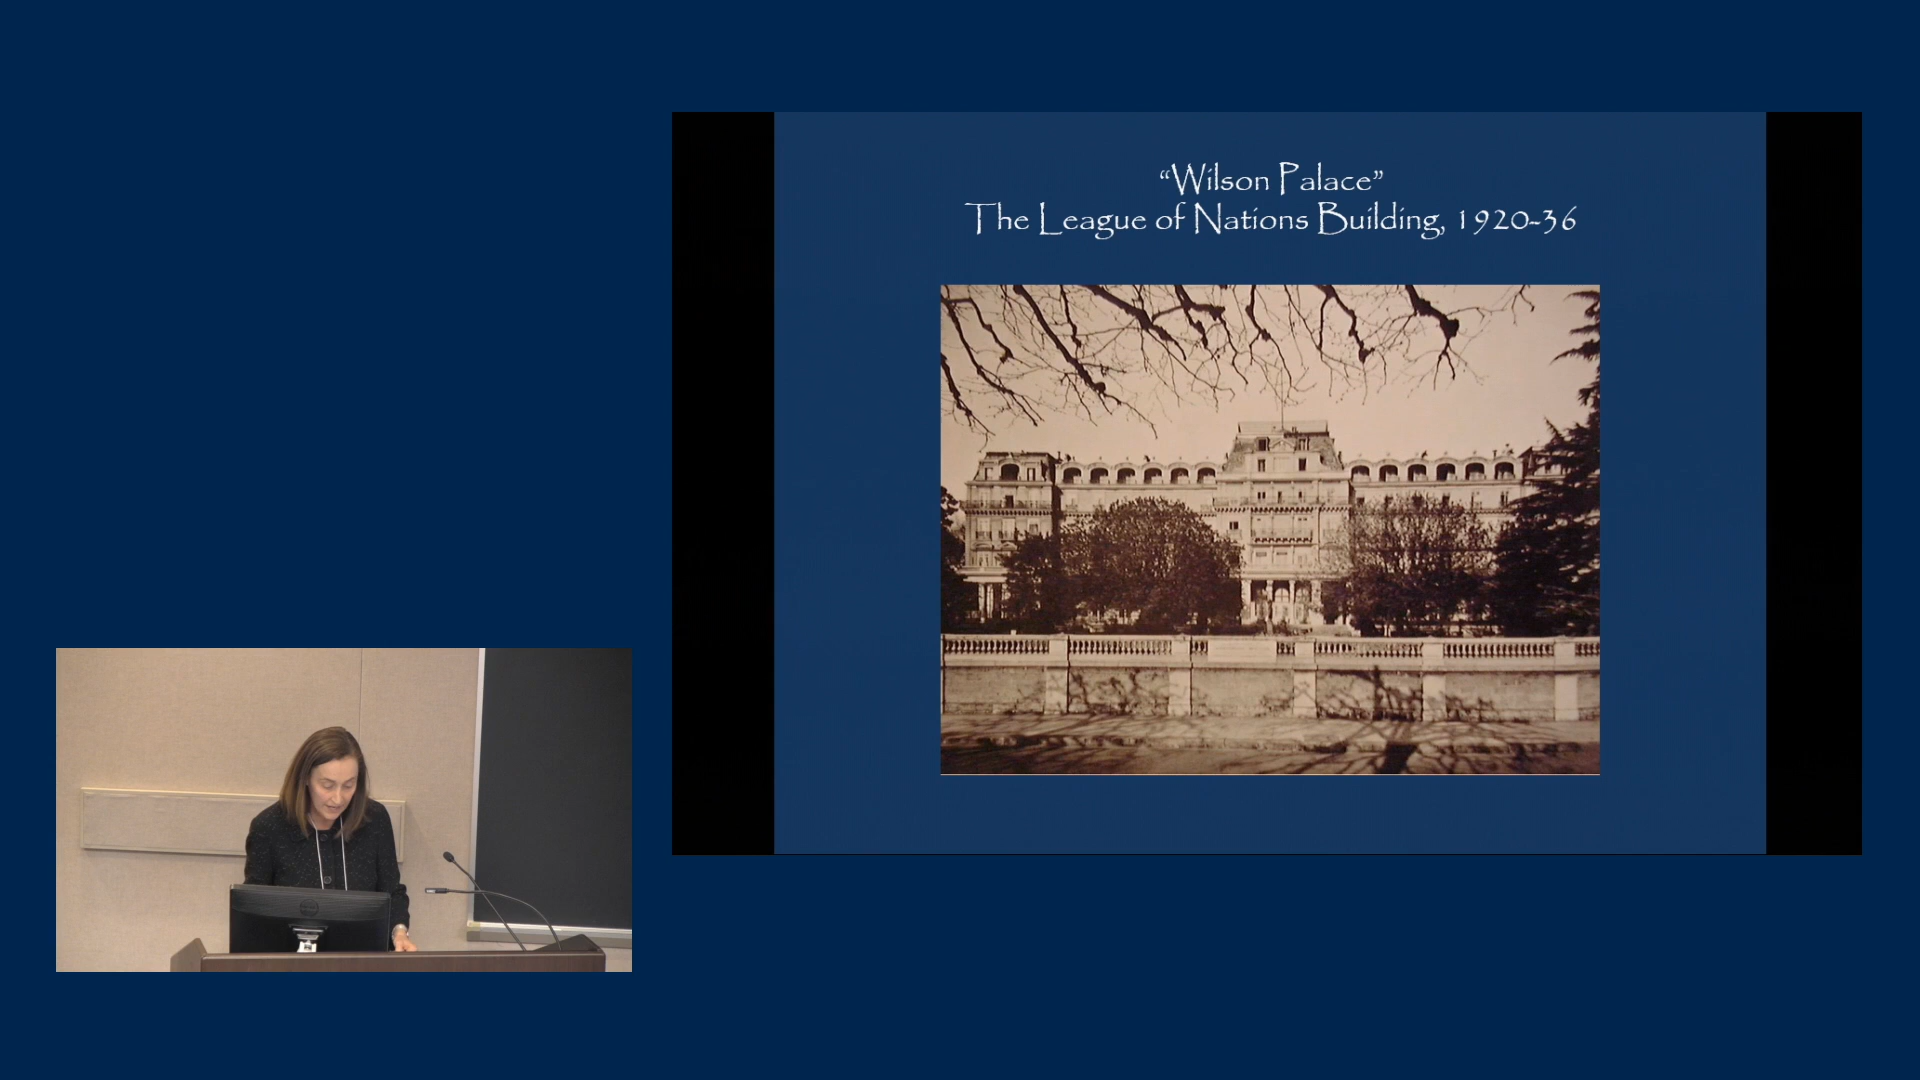 “Wilson Palace”
The League of Nations Building, 1920-36